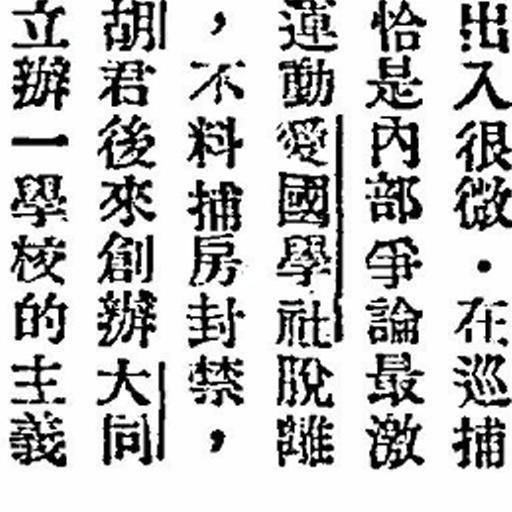 出入很微·在巡捕
恰是內部爭論最激
運動愛國學社脫離
，不料捕房封禁，
胡君後來創辦大同
立辦一學校的主義